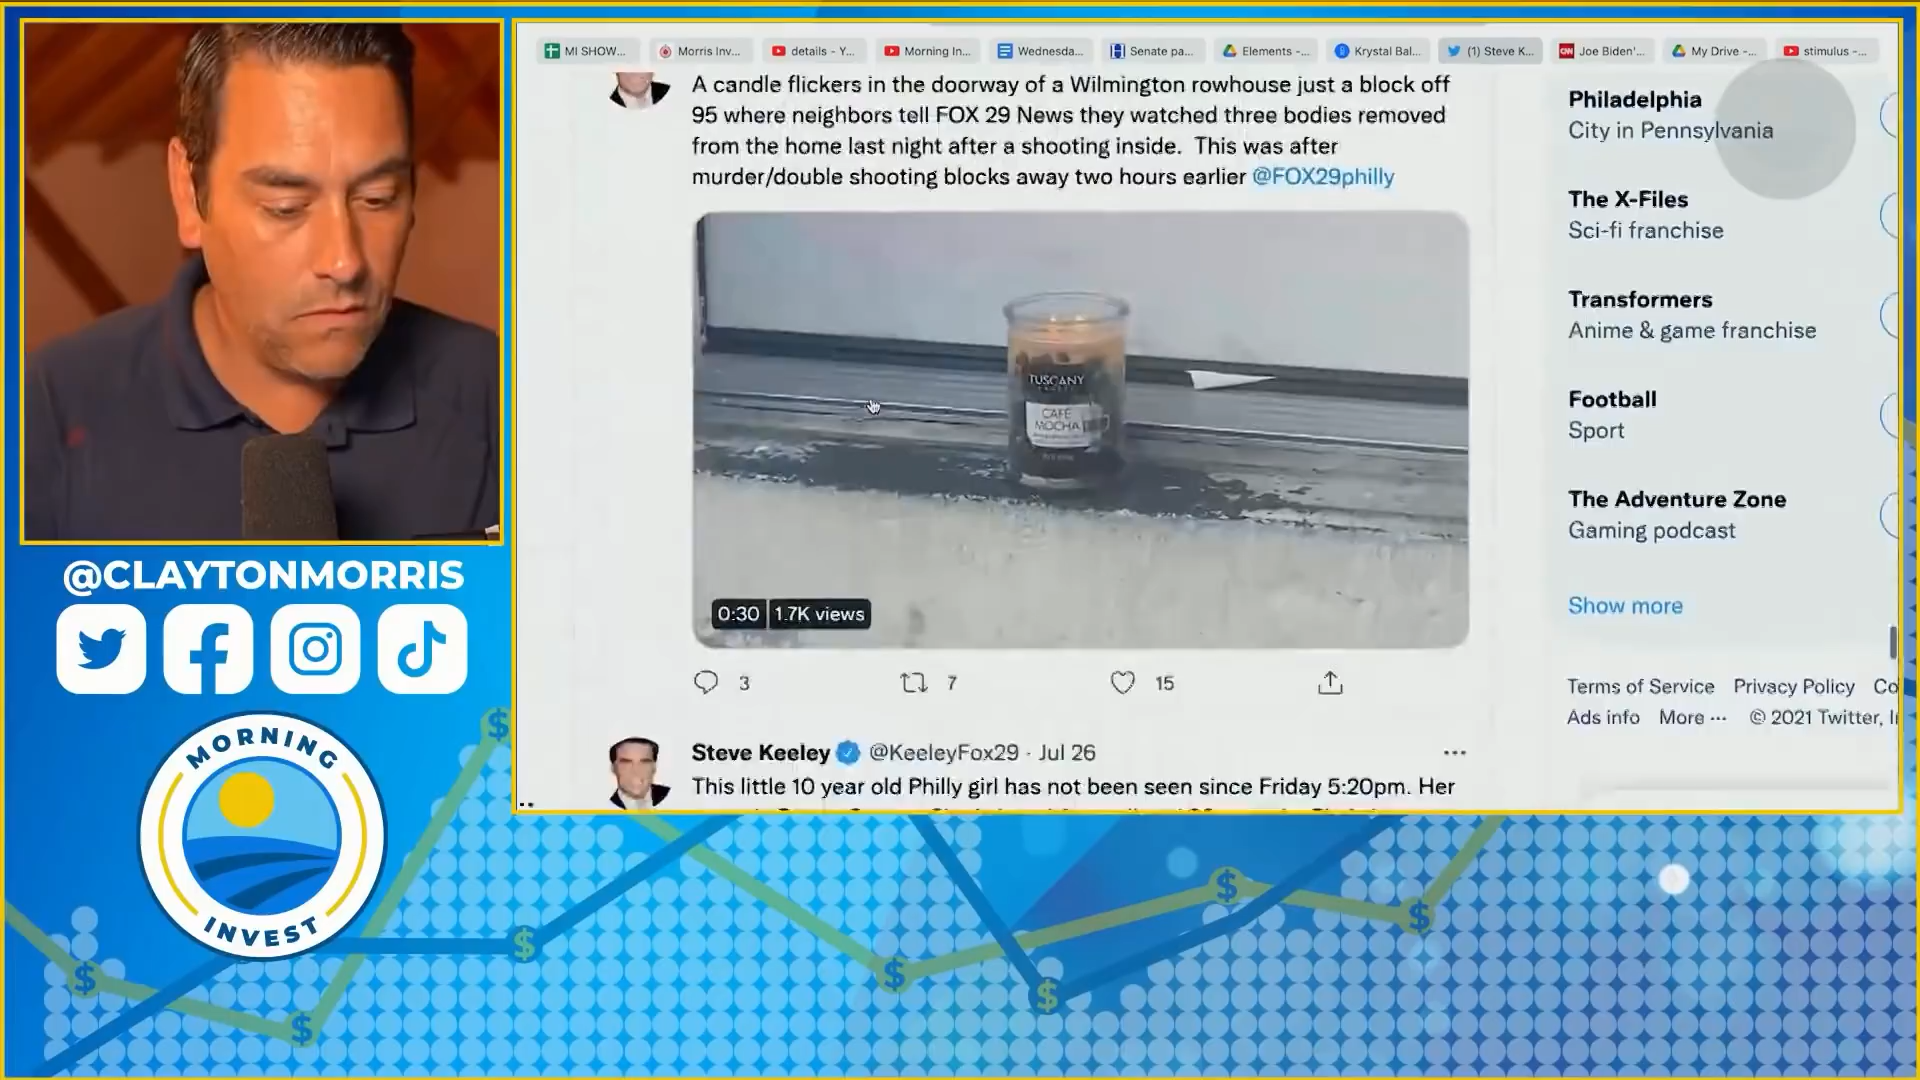 MI SHOW...
Morris Inv...
details - Y...
Morning In...
Wednesda...
Senate pa...
Elements -...
Krystal Bal...
(1) Steve K...
Joe Biden'...
My Drive -...
stimulus -...
A candle flickers in the doorway of a Wilmington rowhouse just a block off
95 where neighbors tell FOX 29 News they watched three bodies removed
from the home last night after a shooting inside. This was after
murder/double shooting blocks away two hours earlier @FOX29philly
TUSCANY
CAFÉ
MOCHA
0:30 1.7K views
3 7 15
Steve Keeley @KeeleyFox29 · Jul 26
This little 10 year old Philly girl has not been seen since Friday 5:20pm. Her
Philadelphia
City in Pennsylvania
The X-Files
Sci-fi franchise
Transformers
Anime & game franchise
Football
Sport
The Adventure Zone
Gaming podcast
Show more
Terms of Service Privacy Policy Co
Ads info More ··· © 2021 Twitter, I
@CLAYTONMORRIS
MORNING
INVEST